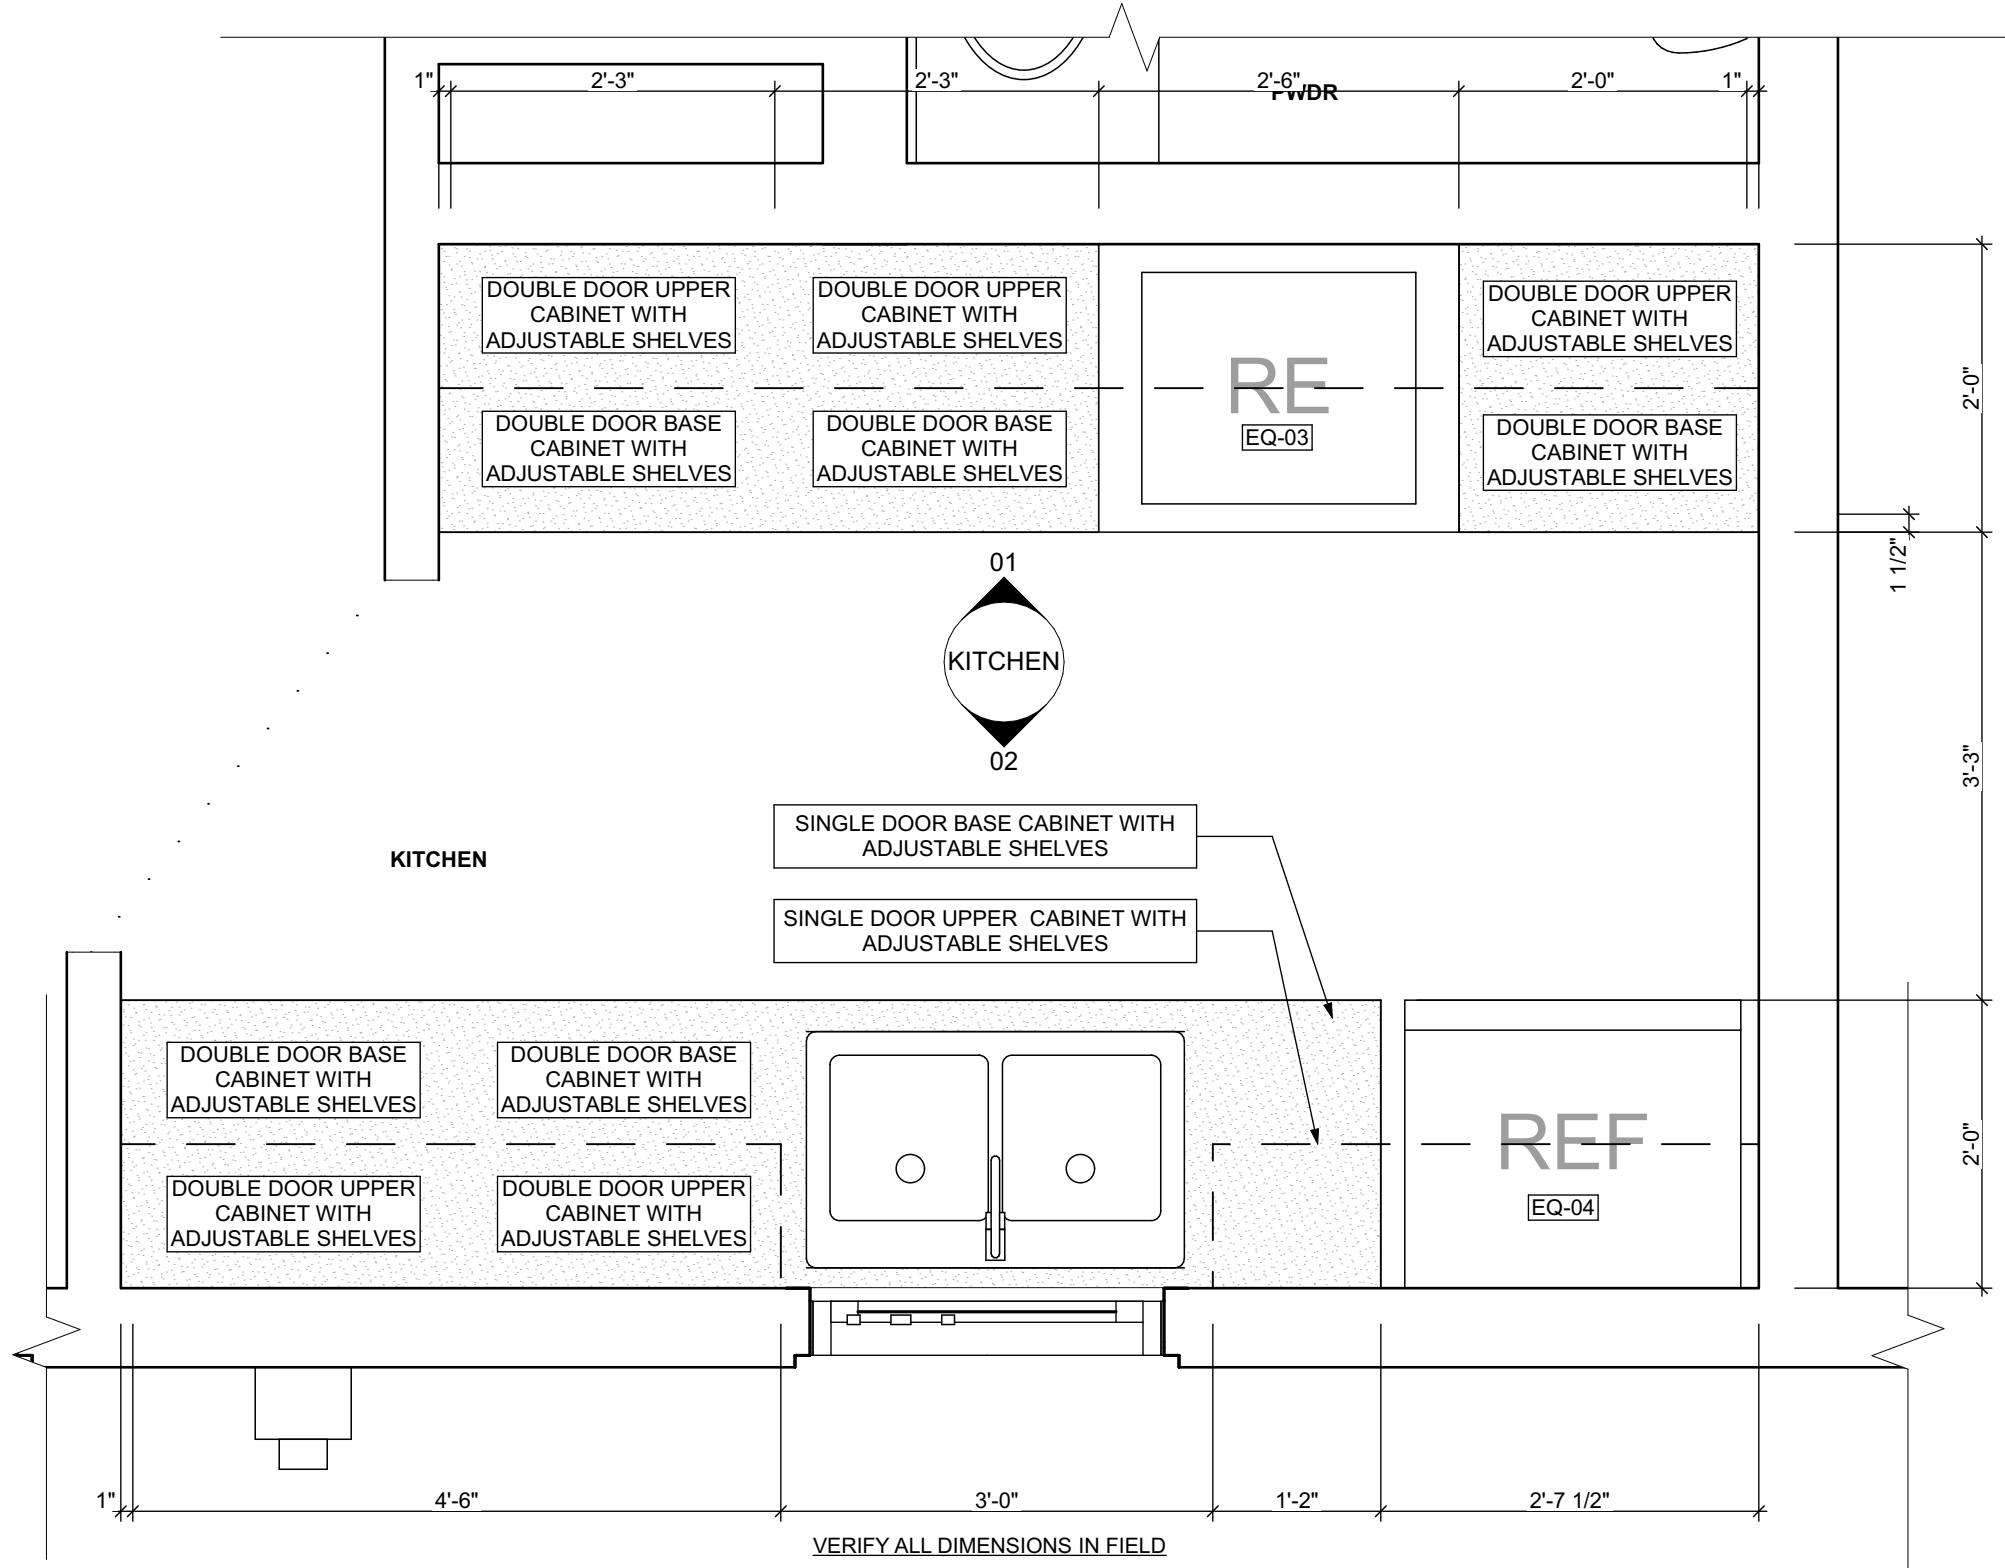 1" 2'-3" 2'-3" 2'-6" 2'-0" 1"
PWDR
DOUBLE DOOR UPPER
CABINET WITH
ADJUSTABLE SHELVES
DOUBLE DOOR UPPER
CABINET WITH
ADJUSTABLE SHELVES
DOUBLE DOOR UPPER
CABINET WITH
ADJUSTABLE SHELVES
RE
EQ-03
2'-0"
DOUBLE DOOR BASE
CABINET WITH
ADJUSTABLE SHELVES
DOUBLE DOOR BASE
CABINET WITH
ADJUSTABLE SHELVES
DOUBLE DOOR BASE
CABINET WITH
ADJUSTABLE SHELVES
1 1/2"
01
KITCHEN
02
3'-3"
SINGLE DOOR BASE CABINET WITH
ADJUSTABLE SHELVES
KITCHEN
SINGLE DOOR UPPER CABINET WITH
ADJUSTABLE SHELVES
DOUBLE DOOR BASE
CABINET WITH
ADJUSTABLE SHELVES
DOUBLE DOOR BASE
CABINET WITH
ADJUSTABLE SHELVES
REF
EQ-04
2'-0"
DOUBLE DOOR UPPER
CABINET WITH
ADJUSTABLE SHELVES
DOUBLE DOOR UPPER
CABINET WITH
ADJUSTABLE SHELVES
1" 4'-6" 3'-0" 1'-2" 2'-7 1/2"
VERIFY ALL DIMENSIONS IN FIELD